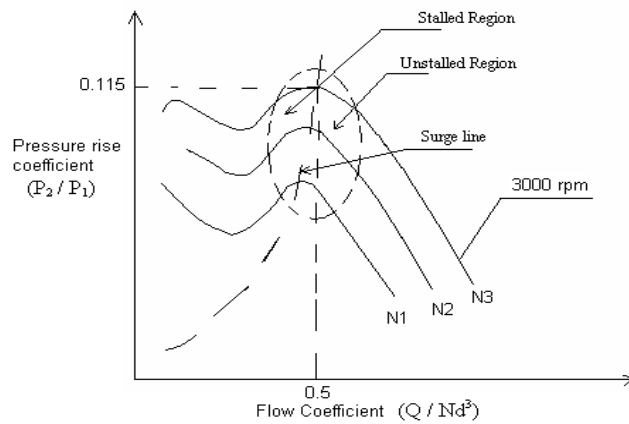 Stalled Region
0.115
Unstalled Region
Pressure rise
coefficient
(P2 / P1)
Surge line
3000 rpm
N1
N2
N3
0.5
Flow Coefficient (Q / Nd³)